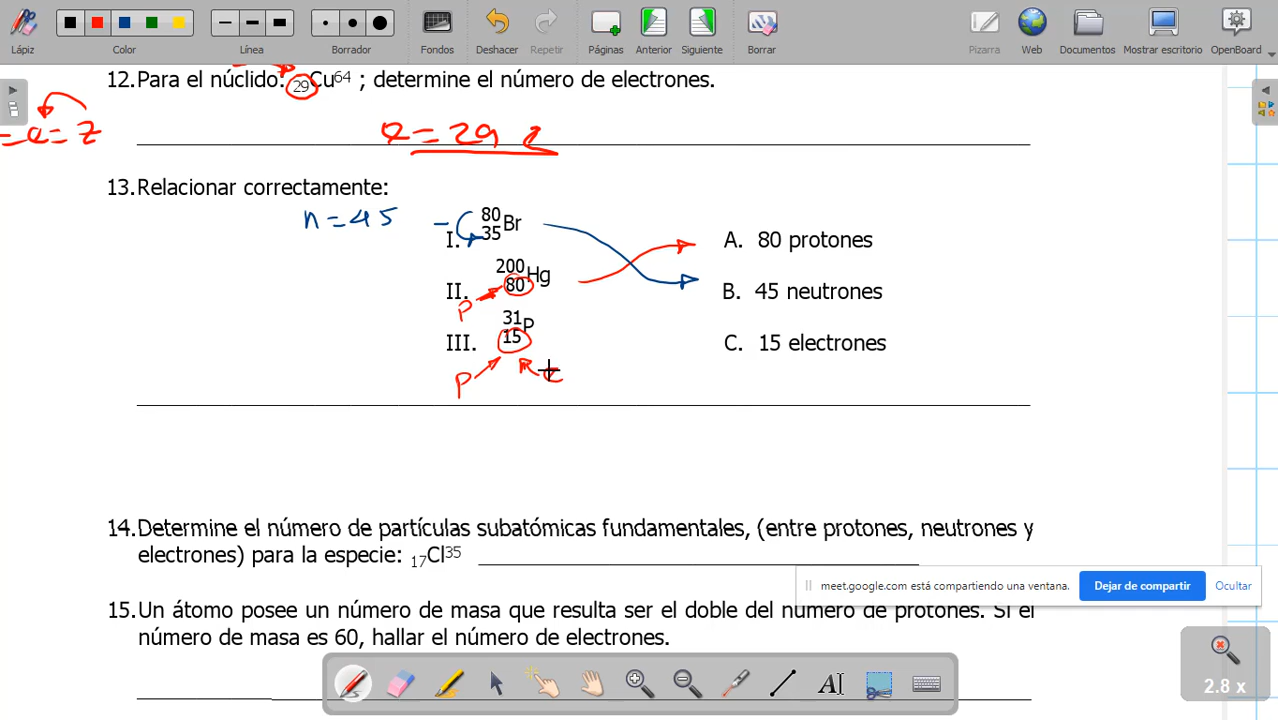 Lápiz Color Línea Borrador Fondos Deshacer Repetir Páginas Anterior Siguiente Borrar Pizarra Web Documentos Mostrar escritorio OpenBoard
12. Para el núclido: 29Cu64 ; determine el número de electrones.
= e = Z
e = 29 e
13. Relacionar correctamente:
n = 45
I. 80 35 Br
A. 80 protones
II. 200 80 Hg
B. 45 neutrones
P
III. 31 15 P
C. 15 electrones
P
e
14. Determine el número de partículas subatómicas fundamentales, (entre protones, neutrones y
electrones) para la especie: 17Cl35
meet.google.com está compartiendo una ventana. Dejar de compartir Ocultar
15. Un átomo posee un número de masa que resulta ser el doble del número de protones. Si el
número de masa es 60, hallar el número de electrones.
2.8 x